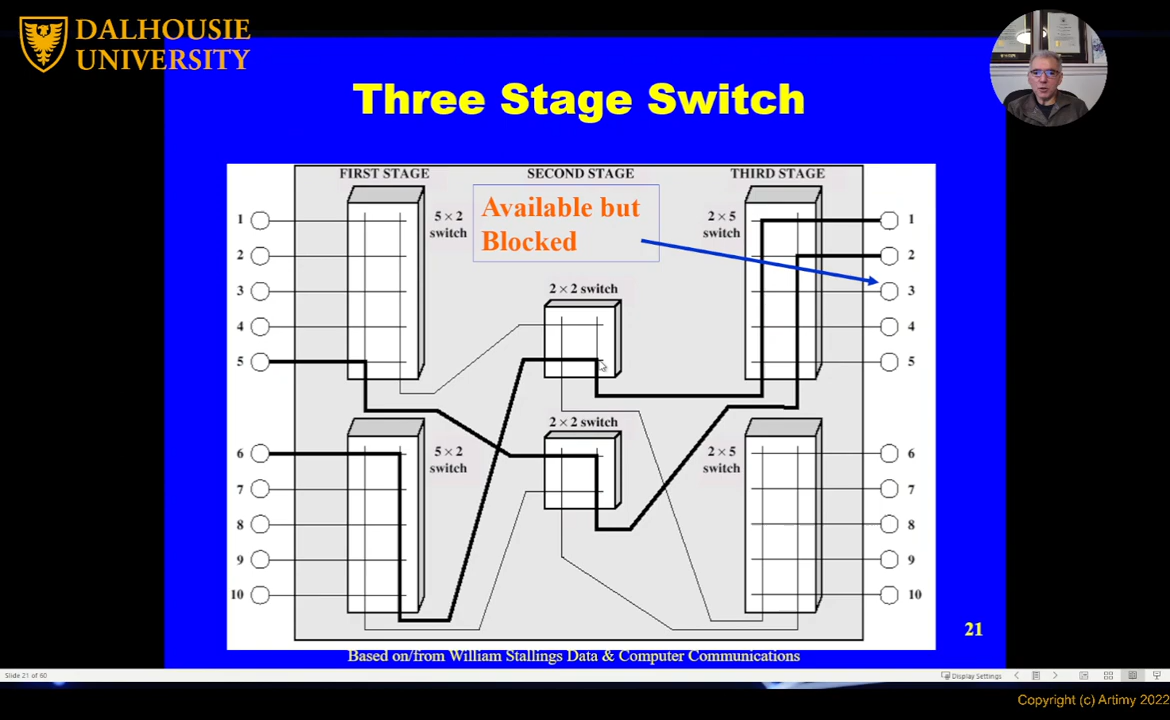 DALHOUSIE
UNIVERSITY
Three Stage Switch
FIRST STAGE
SECOND STAGE
THIRD STAGE
Available but
Blocked
5 × 2
switch
2 × 5
switch
2 × 2 switch
2 × 2 switch
5 × 2
switch
2 × 5
switch
1
2
3
4
5
6
7
8
9
10
1
2
3
4
5
6
7
8
9
10
21
Based on/from William Stallings Data & Computer Communications
Slide 21 of 60
Display Settings
Copyright (c) Artimy 2022